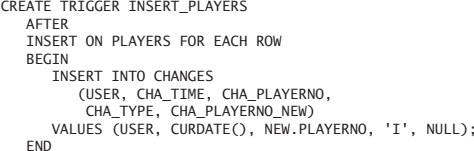 CREATE TRIGGER INSERT_PLAYERS
AFTER
INSERT ON PLAYERS FOR EACH ROW
BEGIN
INSERT INTO CHANGES
(USER, CHA_TIME, CHA_PLAYERNO,
CHA_TYPE, CHA_PLAYERNO_NEW)
VALUES (USER, CURDATE(), NEW.PLAYERNO, 'I', NULL);
END